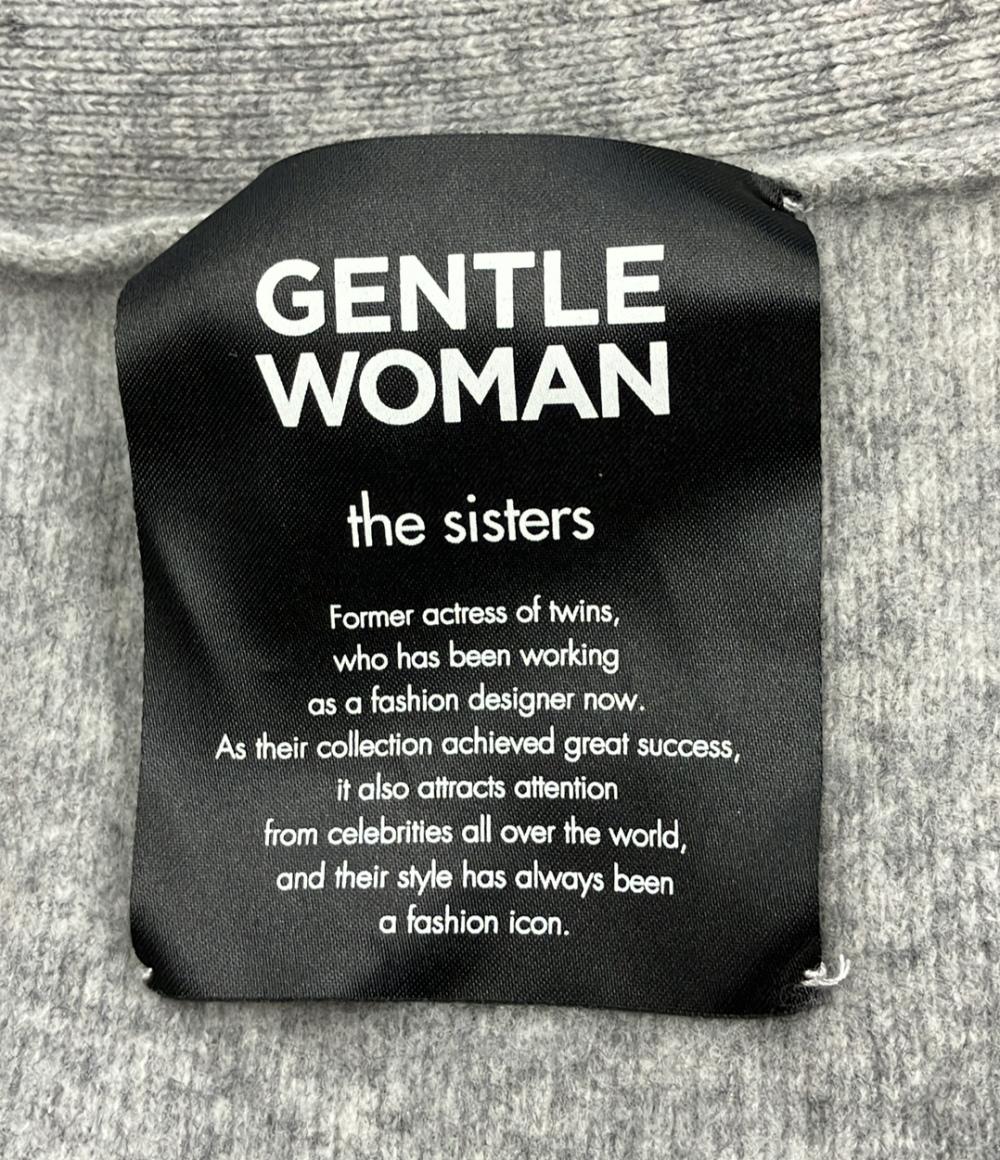 GENTLE
WOMAN
the sisters
Former actress of twins,
who has been working
as a fashion designer now.
As their collection achieved great success,
it also attracts attention
from celebrities all over the world,
and their style has always been
a fashion icon.